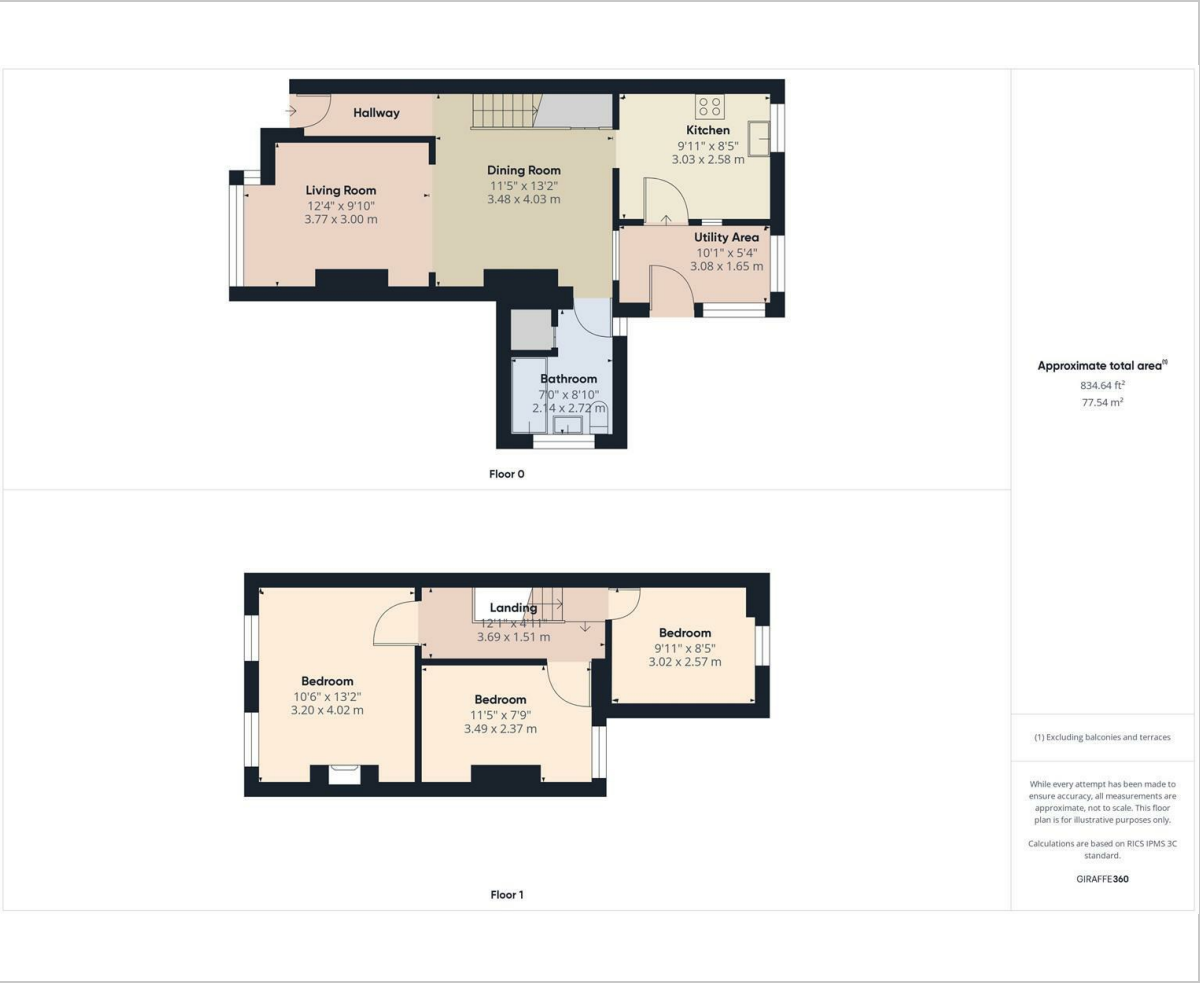 Hallway
Living Room
12'4" x 9'10"
3.77 x 3.00 m
Dining Room
11'5" x 13'2"
3.48 x 4.03 m
Kitchen
9'11" x 8'5"
3.03 x 2.58 m
Utility Area
10'1" x 5'4"
3.08 x 1.65 m
Bathroom
7'0" x 8'10"
2.14 x 2.72 m
Floor 0
Landing
12'1" x 4'11"
3.69 x 1.51 m
Bedroom
9'11" x 8'5"
3.02 x 2.57 m
Bedroom
10'6" x 13'2"
3.20 x 4.02 m
Bedroom
11'5" x 7'9"
3.49 x 2.37 m
Floor 1
Approximate total area(1)
834.64 ft²
77.54 m²
(1) Excluding balconies and terraces
While every attempt has been made to
ensure accuracy, all measurements are
approximate, not to scale. This floor
plan is for illustrative purposes only.
Calculations are based on RICS IPMS 3C
standard.
GIRAFFE360